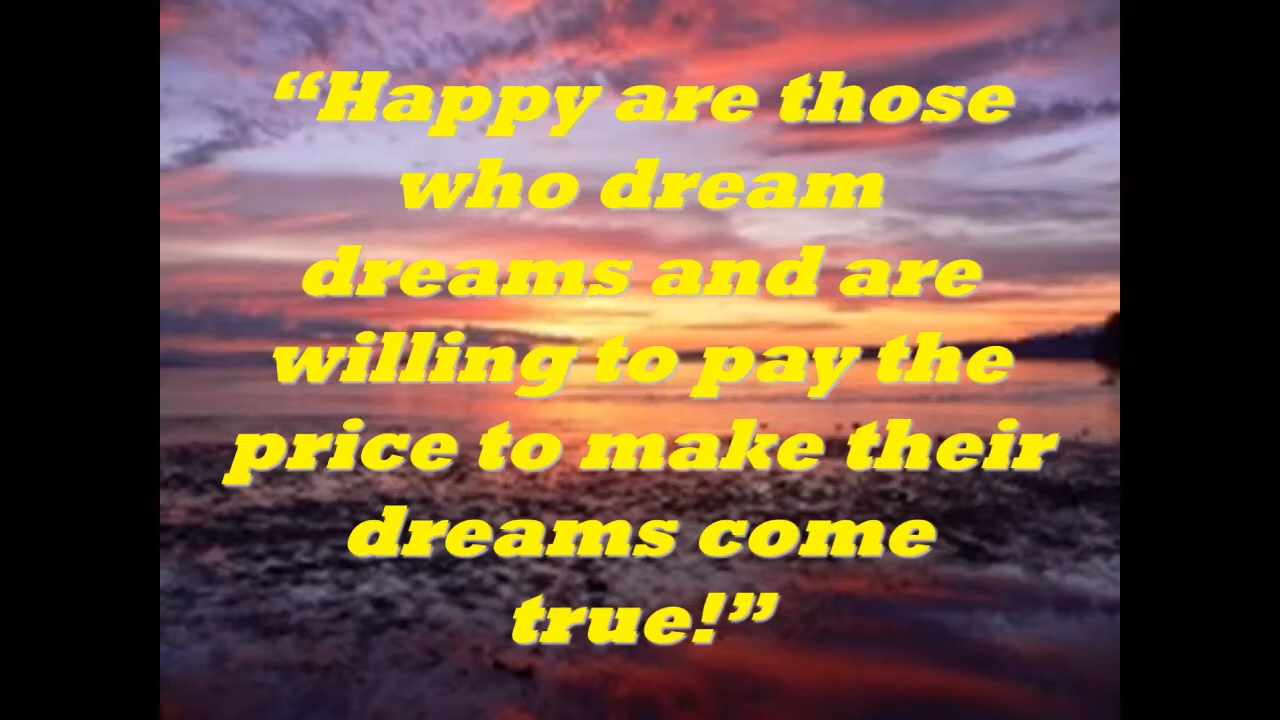 “Happy are those
who dream
dreams and are
willing to pay the
price to make their
dreams come
true!”